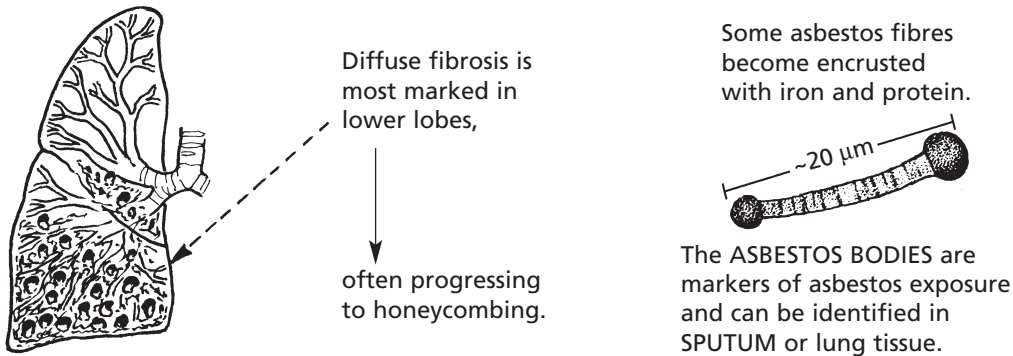 Diffuse fibrosis is
most marked in
lower lobes,
often progressing
to honeycombing.
Some asbestos fibres
become encrusted
with iron and protein.
~20 μm
The ASBESTOS BODIES are
markers of asbestos exposure
and can be identified in
SPUTUM or lung tissue.